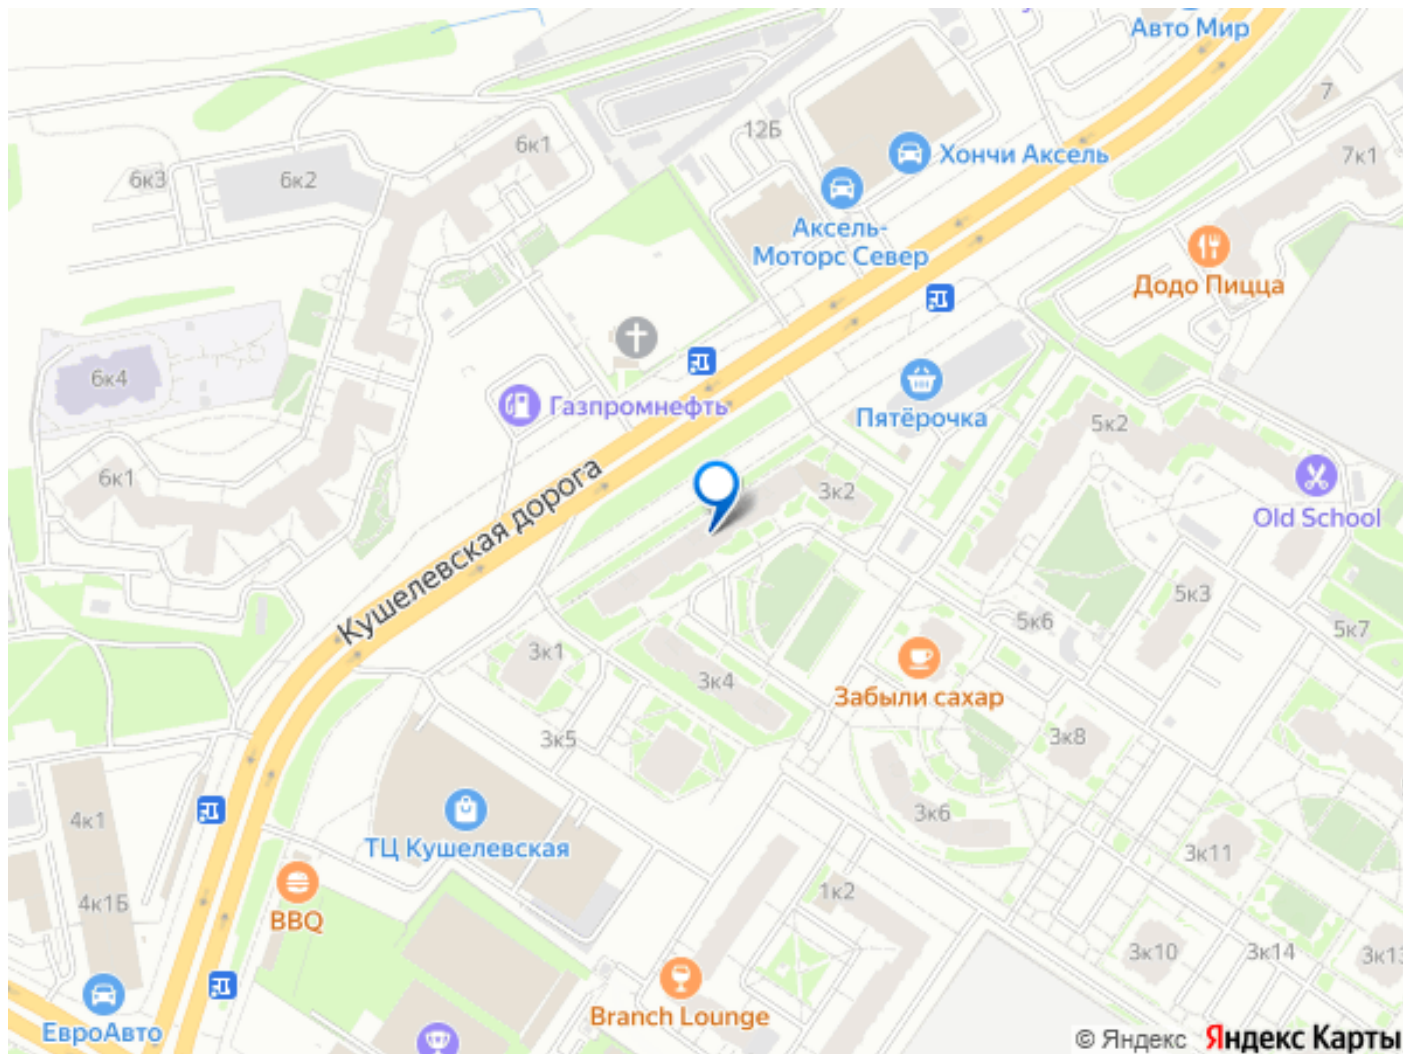 Авто Мир
7
12Б
6к1
7к1
Хончи Аксель
6к3
6к2
Аксель-
Моторс Север
Додо Пицца
6к4
Газпромнефть
Пятёрочка
5к2
6к1
3к2
Old School
Кушелевская дорога
5к3
5к6
5к7
3к1
3к4
Забыли сахар
3к5
3к8
4к1
3к6
ТЦ Кушелевская
3к11
1к2
4к1Б
BBQ
3к10
3к14
3к13
Branch Lounge
ЕвроАвто
© Яндекс Яндекс Карты